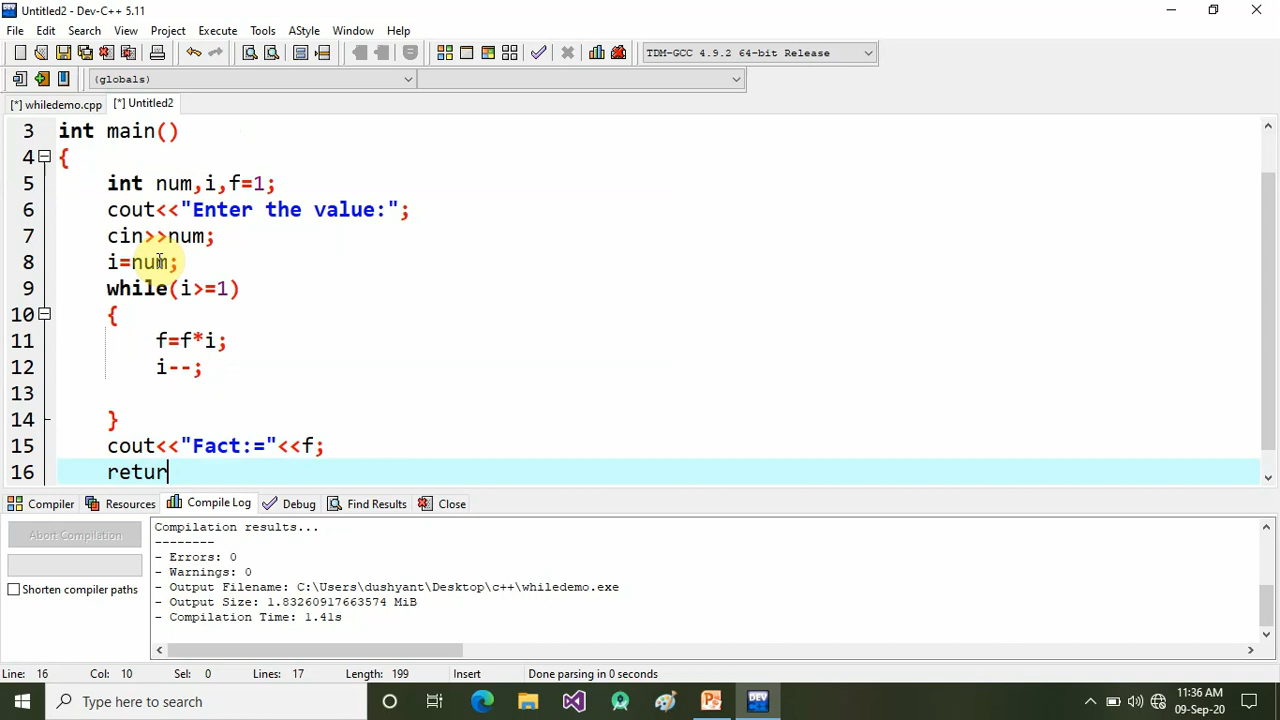 Untitled2 - Dev-C++ 5.11
File Edit Search View Project Execute Tools AStyle Window Help
TDM-GCC 4.9.2 64-bit Release
(globals)
[*] whiledemo.cpp [*] Untitled2
3 int main()
4 {
5 int num,i,f=1;
6 cout<<"Enter the value:";
7 cin>>num;
8 i=num;
9 while(i>=1)
10 {
11 f=f*i;
12 i--;
13
14 }
15 cout<<"Fact:="<<f;
16 retur
Compiler Resources Compile Log Debug Find Results Close
Abort Compilation
Shorten compiler paths
Compilation results...
--------
- Errors: 0
- Warnings: 0
- Output Filename: C:\Users\dushyant\Desktop\c++\whiledemo.exe
- Output Size: 1.83260917663574 MiB
- Compilation Time: 1.41s
Line: 16 Col: 10 Sel: 0 Lines: 17 Length: 199 Insert Done parsing in 0 seconds
Type here to search
DEV
11:36 AM
09-Sep-20